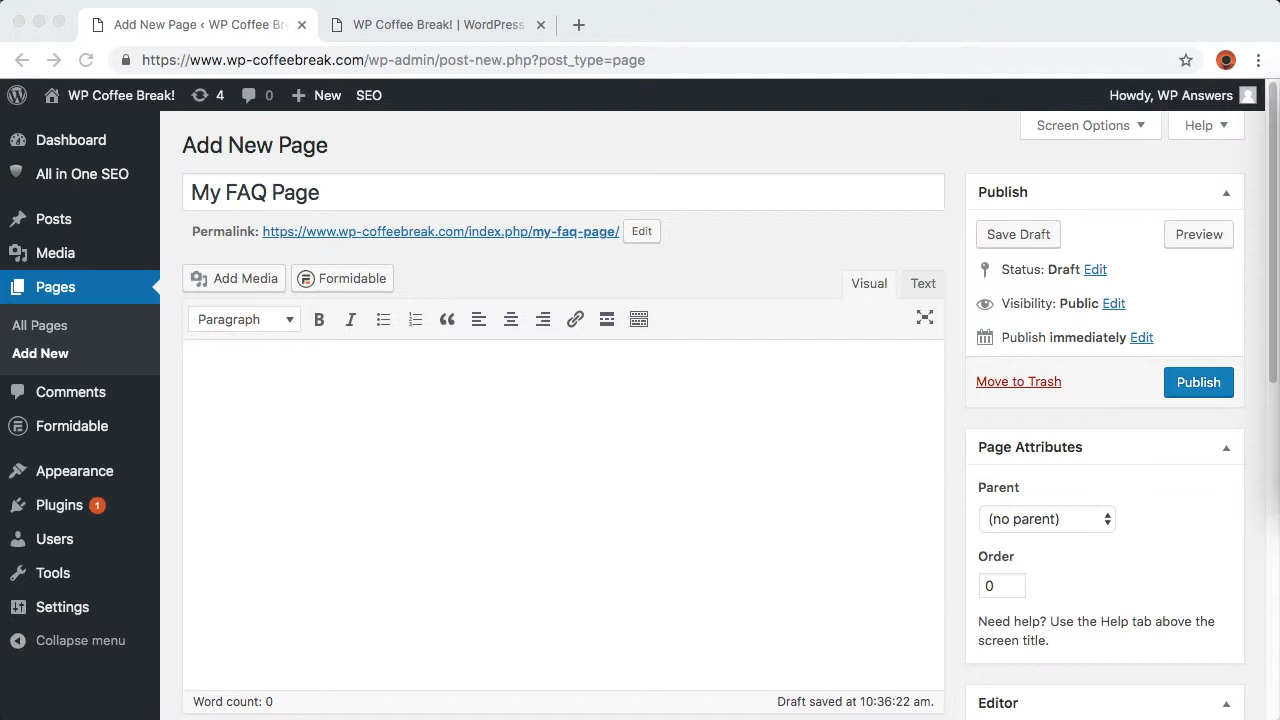 Add New Page ‹ WP Coffee Bre
WP Coffee Break! | WordPress
https://www.wp-coffeebreak.com/wp-admin/post-new.php?post_type=page
WP Coffee Break! 4 0 New SEO Howdy, WP Answers
Dashboard
All in One SEO
Posts
Media
Pages
All Pages
Add New
Comments
Formidable
Appearance
Plugins 1
Users
Tools
Settings
Collapse menu
Screen Options Help
Add New Page
My FAQ Page
Permalink: https://www.wp-coffeebreak.com/index.php/my-faq-page/ Edit
Add Media Formidable
Visual Text
Paragraph B I
Word count: 0 Draft saved at 10:36:22 am.
Publish
Save Draft Preview
Status: Draft Edit
Visibility: Public Edit
Publish immediately Edit
Move to Trash Publish
Page Attributes
Parent
(no parent)
Order
0
Need help? Use the Help tab above the
screen title.
Editor